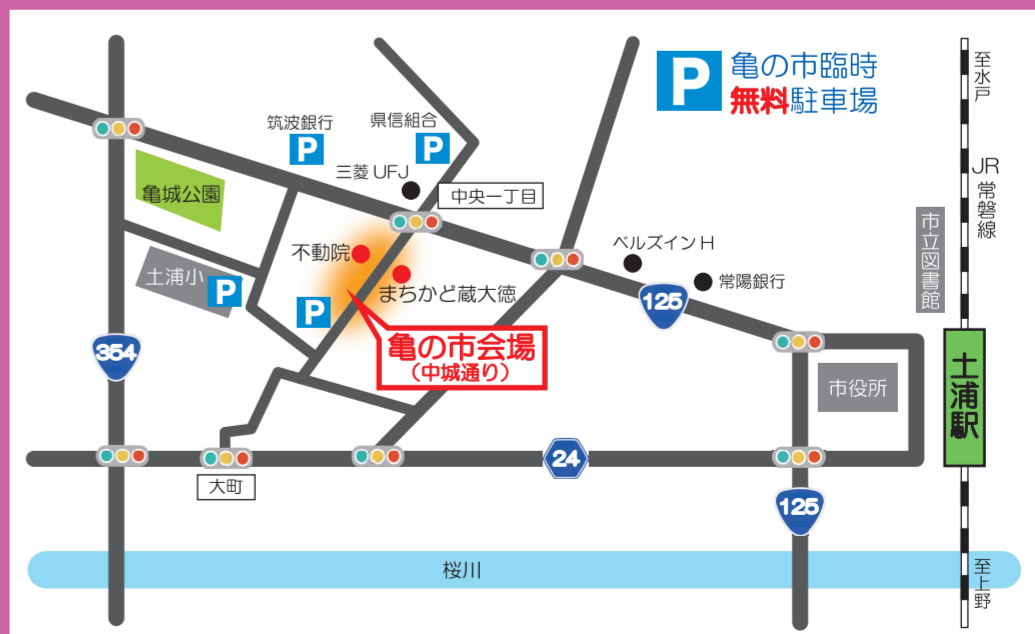 P 亀の市臨時
無料駐車場
至水戸
JR常磐線
筑波銀行
P
県信組合
P
三菱UFJ
中央一丁目
亀城公園
不動院
土浦小
P
まちかど蔵大徳
P
ベルズインH
常陽銀行
市立図書館
125
354
亀の市会場
（中城通り）
市役所
土浦駅
大町
24
125
桜川
至上野